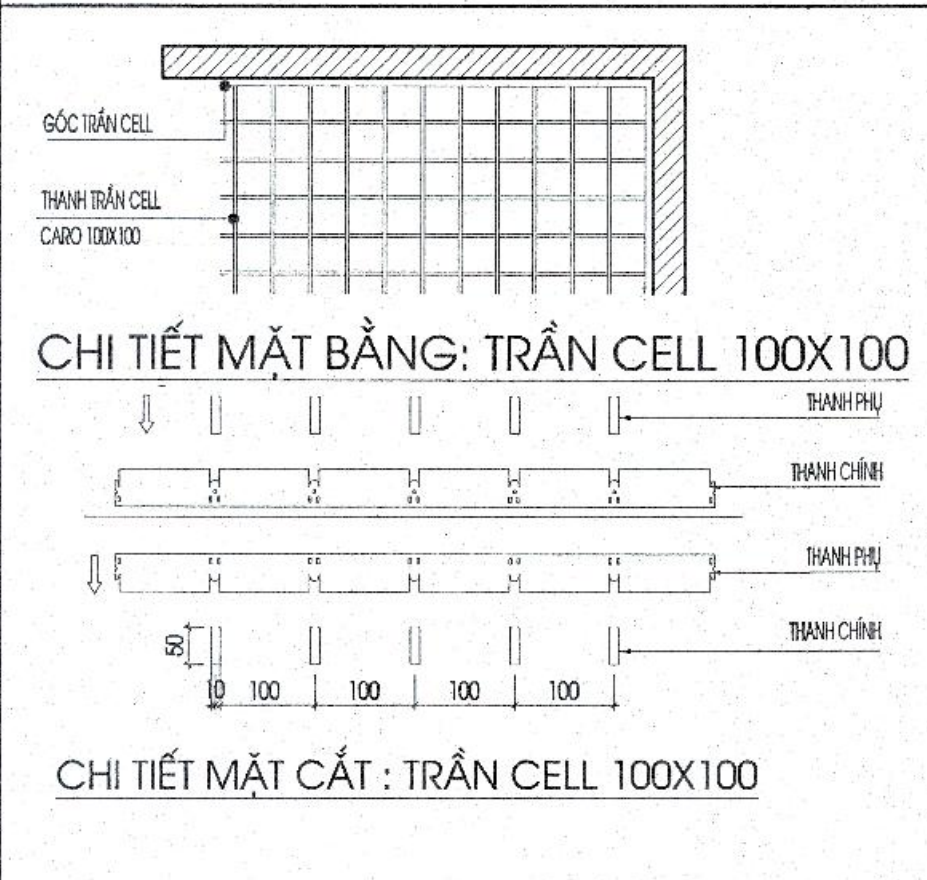 GÓC TRẦN CELL
THANH TRẦN CELL
CARO 100X100
CHI TIẾT MẶT BẰNG: TRẦN CELL 100X100
THANH PHỤ
THANH CHÍNH
THANH PHỤ
THANH CHÍNH
50
10 100 100 100 100
CHI TIẾT MẶT CẮT : TRẦN CELL 100X100